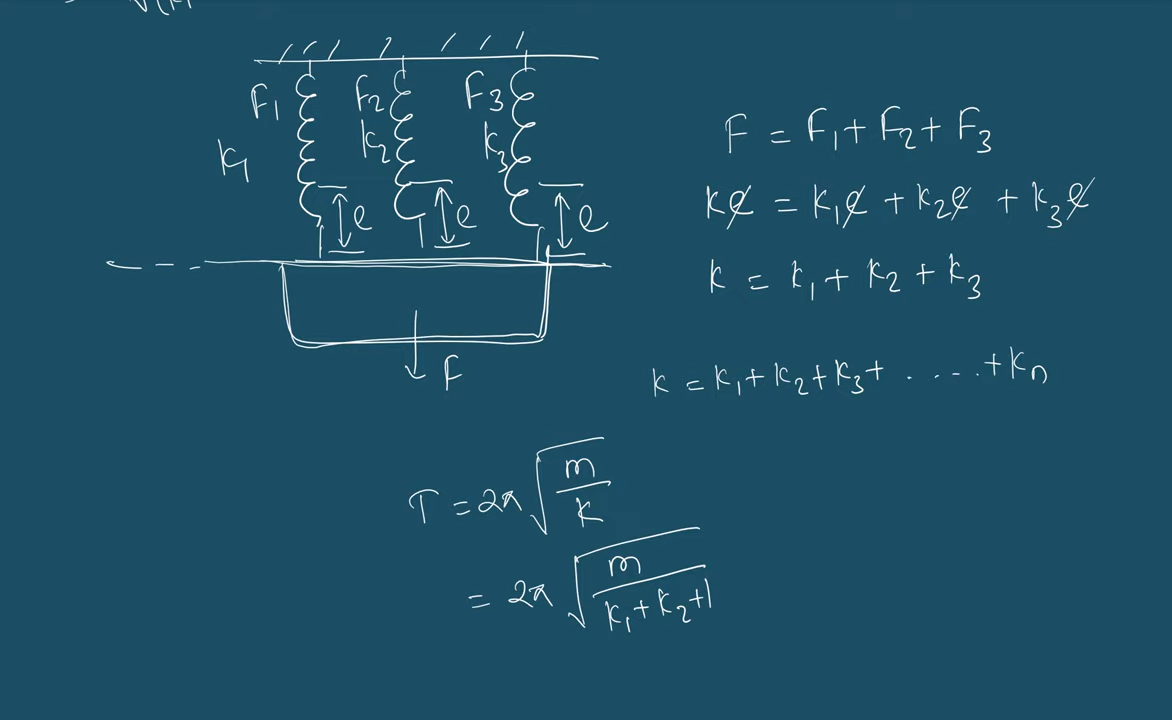 F1 F2 F3
k1 k2 k3
e e e
F
F = F1 + F2 + F3
ke = k1e + k2e + k3e
k = k1 + k2 + k3
k = k1 + k2 + k3 + ..... + kn
T = 2π √(m/k)
= 2π √(m/(k1 + k2 + l